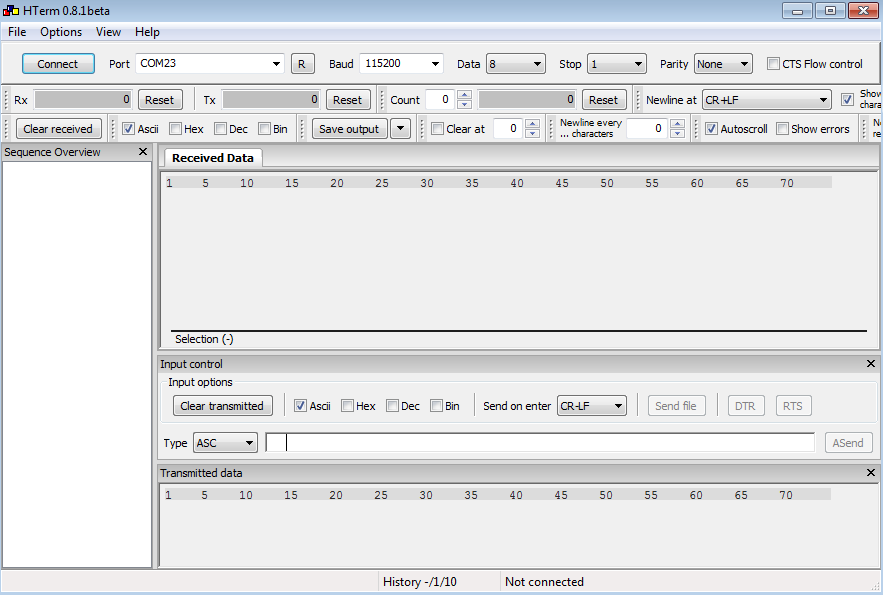 HTerm 0.8.1beta
File Options View Help
Connect Port COM23 R Baud 115200 Data 8 Stop 1 Parity None CTS Flow control
Rx 0 Reset Tx 0 Reset Count 0 0 Reset Newline at CR+LF Show
Clear received Ascii Hex Dec Bin Save output Clear at 0 Newline every ... characters 0 Autoscroll Show errors
Sequence Overview
Received Data
1 5 10 15 20 25 30 35 40 45 50 55 60 65 70
Selection (-)
Input control
Input options
Clear transmitted Ascii Hex Dec Bin Send on enter CR-LF Send file DTR RTS
Type ASC ASend
Transmitted data
1 5 10 15 20 25 30 35 40 45 50 55 60 65 70
History -/1/10 Not connected